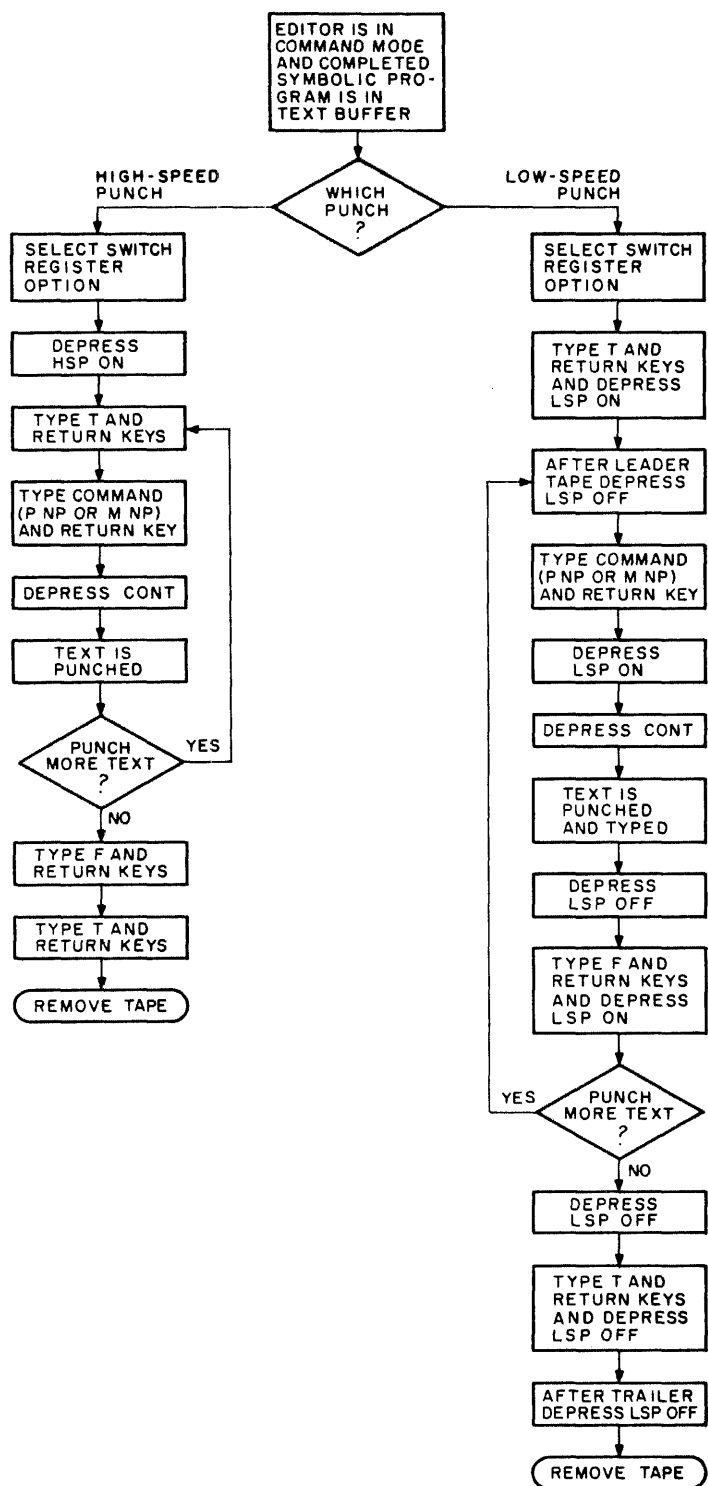 EDITOR IS IN
COMMAND MODE
AND COMPLETED
SYMBOLIC PRO-
GRAM IS IN
TEXT BUFFER
WHICH
PUNCH
?
HIGH-SPEED
PUNCH
SELECT SWITCH
REGISTER
OPTION
DEPRESS
HSP ON
TYPE T AND
RETURN KEYS
TYPE COMMAND
(P NP OR M NP)
AND RETURN KEY
DEPRESS CONT
TEXT IS
PUNCHED
PUNCH
MORE TEXT
?
YES
NO
TYPE F AND
RETURN KEYS
TYPE T AND
RETURN KEYS
REMOVE TAPE
LOW-SPEED
PUNCH
SELECT SWITCH
REGISTER
OPTION
TYPE T AND
RETURN KEYS
AND DEPRESS
LSP ON
AFTER LEADER
TAPE DEPRESS
LSP OFF
TYPE COMMAND
(P NP OR M NP)
AND RETURN KEY
DEPRESS
LSP ON
DEPRESS CONT
TEXT IS
PUNCHED
AND TYPED
DEPRESS
LSP OFF
TYPE F AND
RETURN KEYS
AND DEPRESS
LSP ON
PUNCH
MORE TEXT
?
YES
NO
DEPRESS
LSP OFF
TYPE T AND
RETURN KEYS
AND DEPRESS
LSP OFF
AFTER TRAILER
DEPRESS LSP OFF
REMOVE TAPE